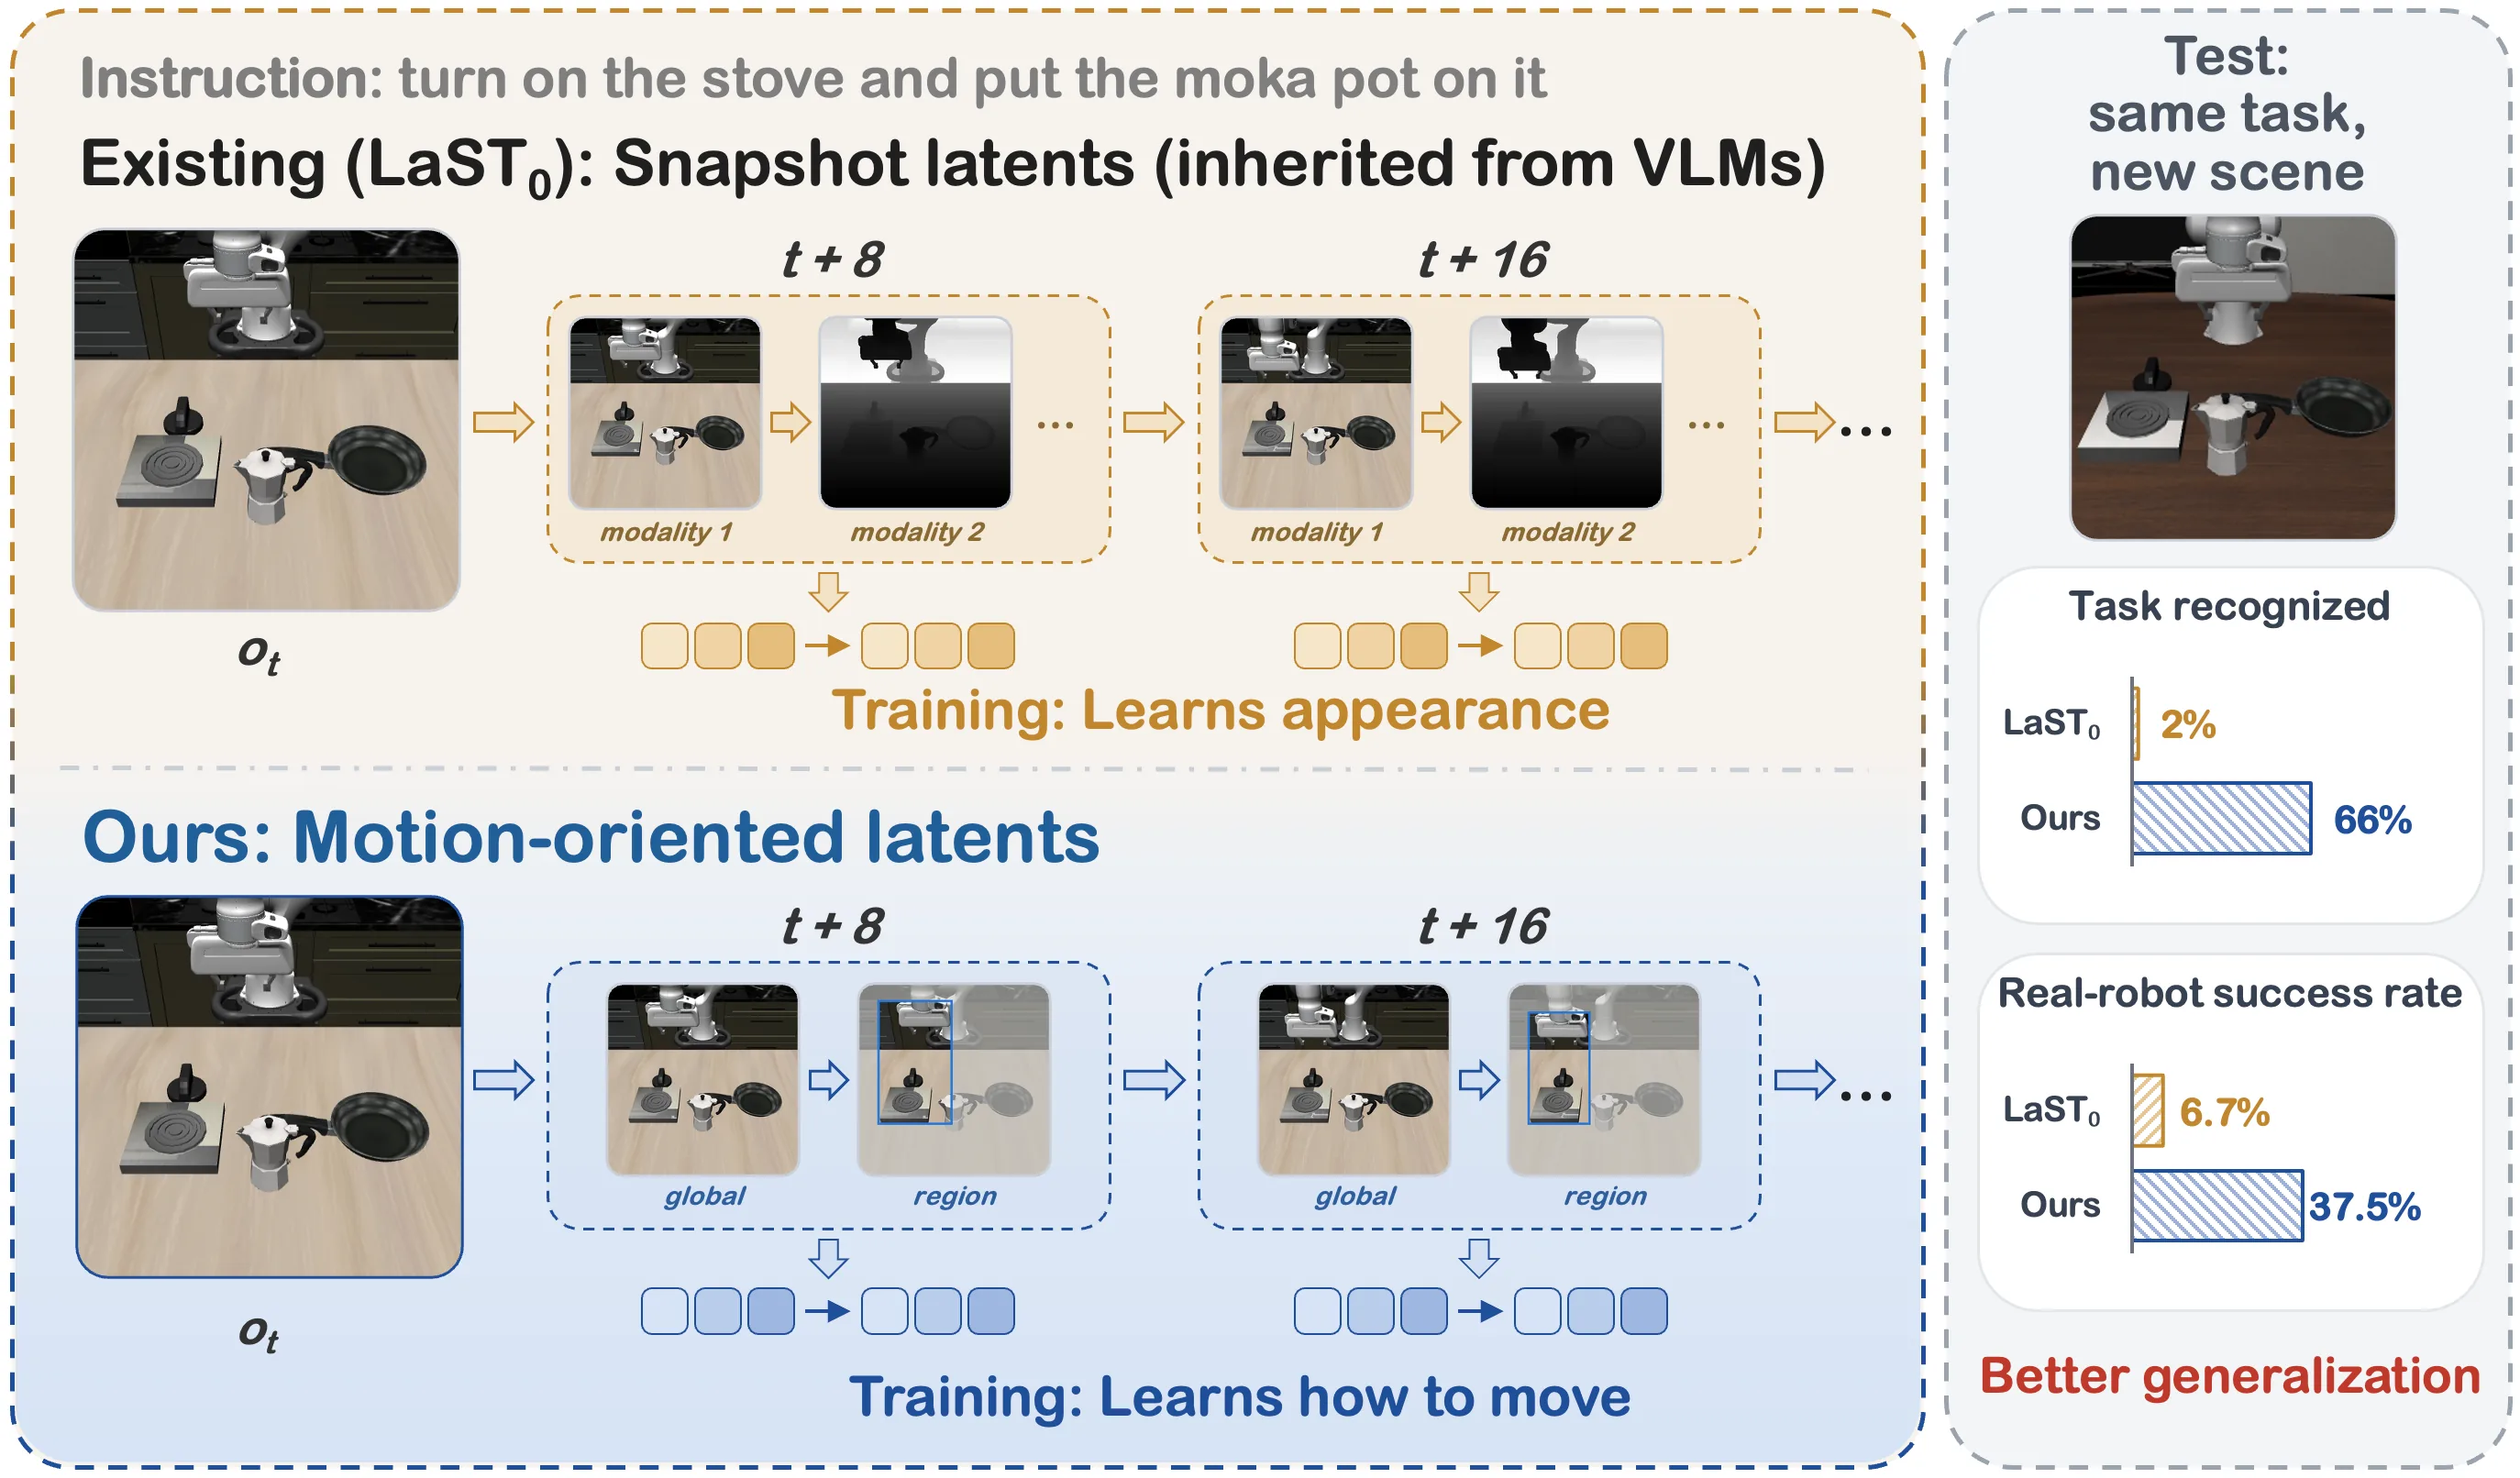 Instruction: turn on the stove and put the moka pot on it
Existing (LaST₀): Snapshot latents (inherited from VLMs)
t + 8
t + 16
modality 1
modality 2
...
modality 1
modality 2
...
...
oₜ
Training: Learns appearance
Ours: Motion-oriented latents
t + 8
t + 16
global
region
global
region
...
oₜ
Training: Learns how to move
Test:
same task,
new scene
Task recognized
LaST₀ 2%
Ours 66%
Real-robot success rate
LaST₀ 6.7%
Ours 37.5%
Better generalization